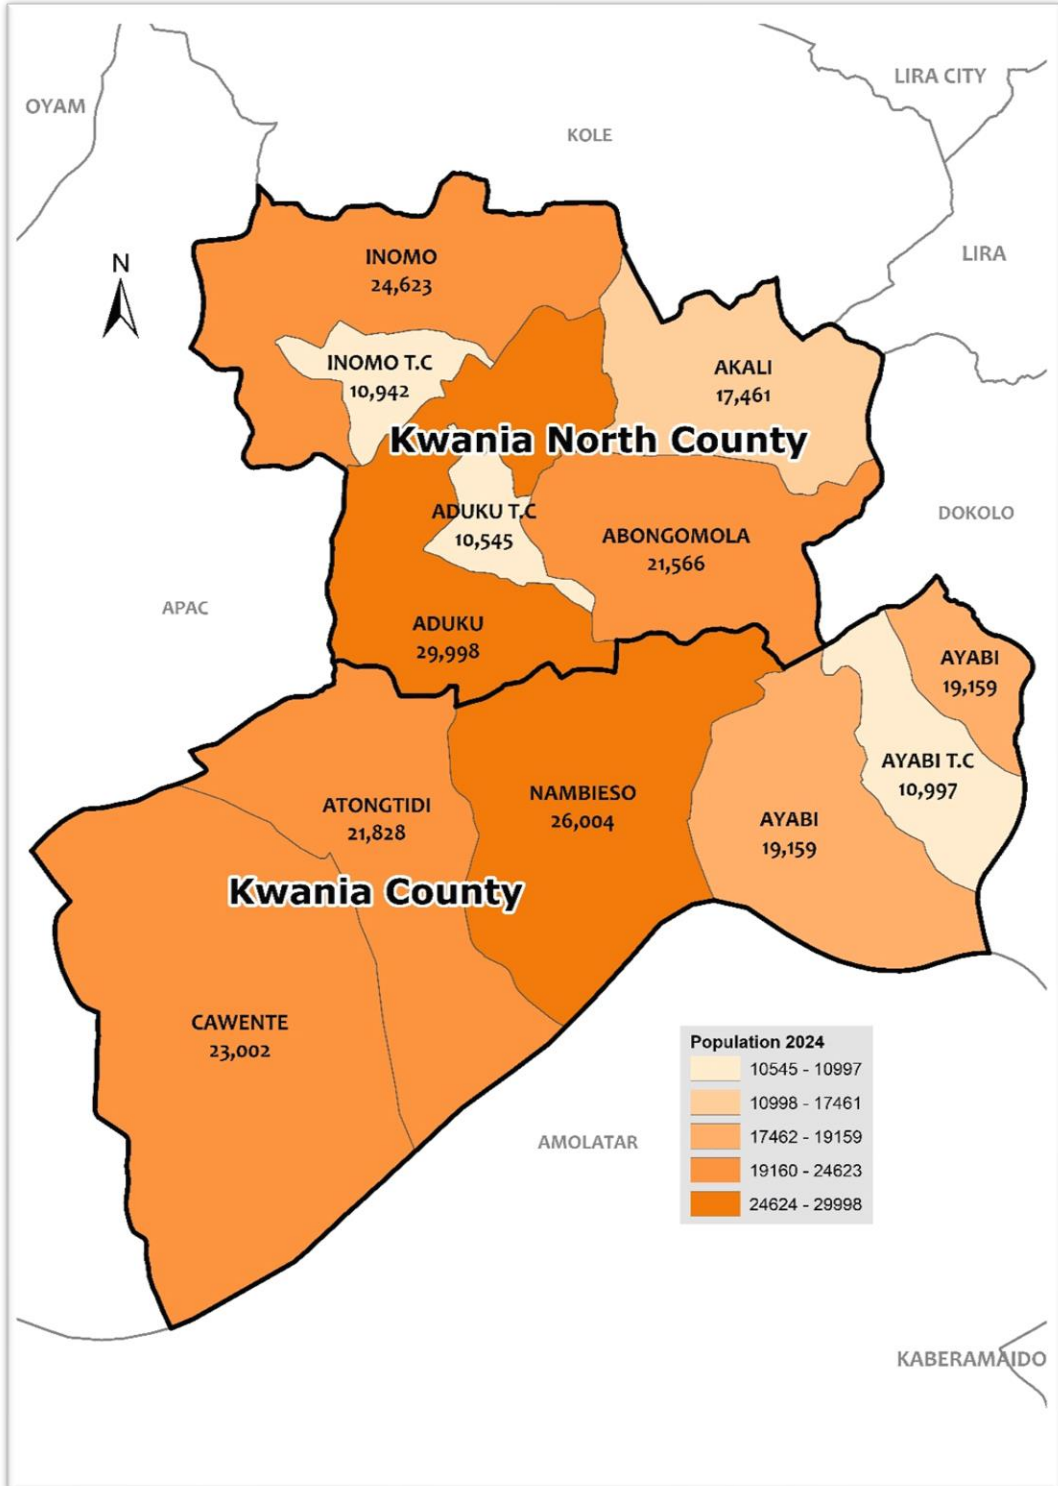 OYAM
LIRA CITY
KOLE
LIRA
N
INOMO
24,623
INOMO T.C
10,942
AKALI
17,461
Kwania North County
ADUKU T.C
10,545
ABONGOMOLA
21,566
DOKOLO
APAC
ADUKU
29,998
AYABI
19,159
AYABI T.C
10,997
ATONGTIDI
21,828
NAMBIESO
26,004
AYABI
19,159
Kwania County
CAWENTE
23,002
Population 2024
10545 - 10997
10998 - 17461
17462 - 19159
19160 - 24623
24624 - 29998
AMOLATAR
KABERAMAIDO